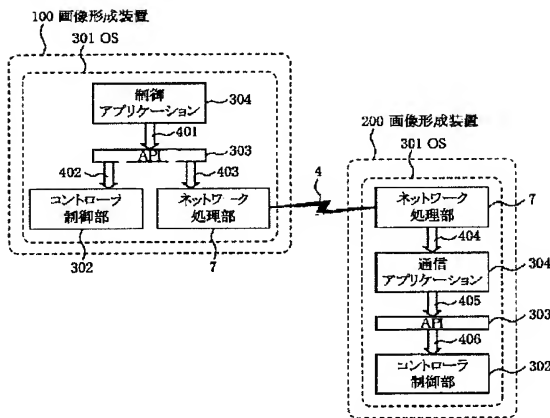 100 画像形成装置
301 OS
制御
アプリケーション
304
401
API
303
402
403
コントローラ
制御部
302
ネットワーク
処理部
7
4
200 画像形成装置
301 OS
ネットワーク
処理部
7
404
通信
アプリケーション
304
405
API
303
406
コントローラ
制御部
302